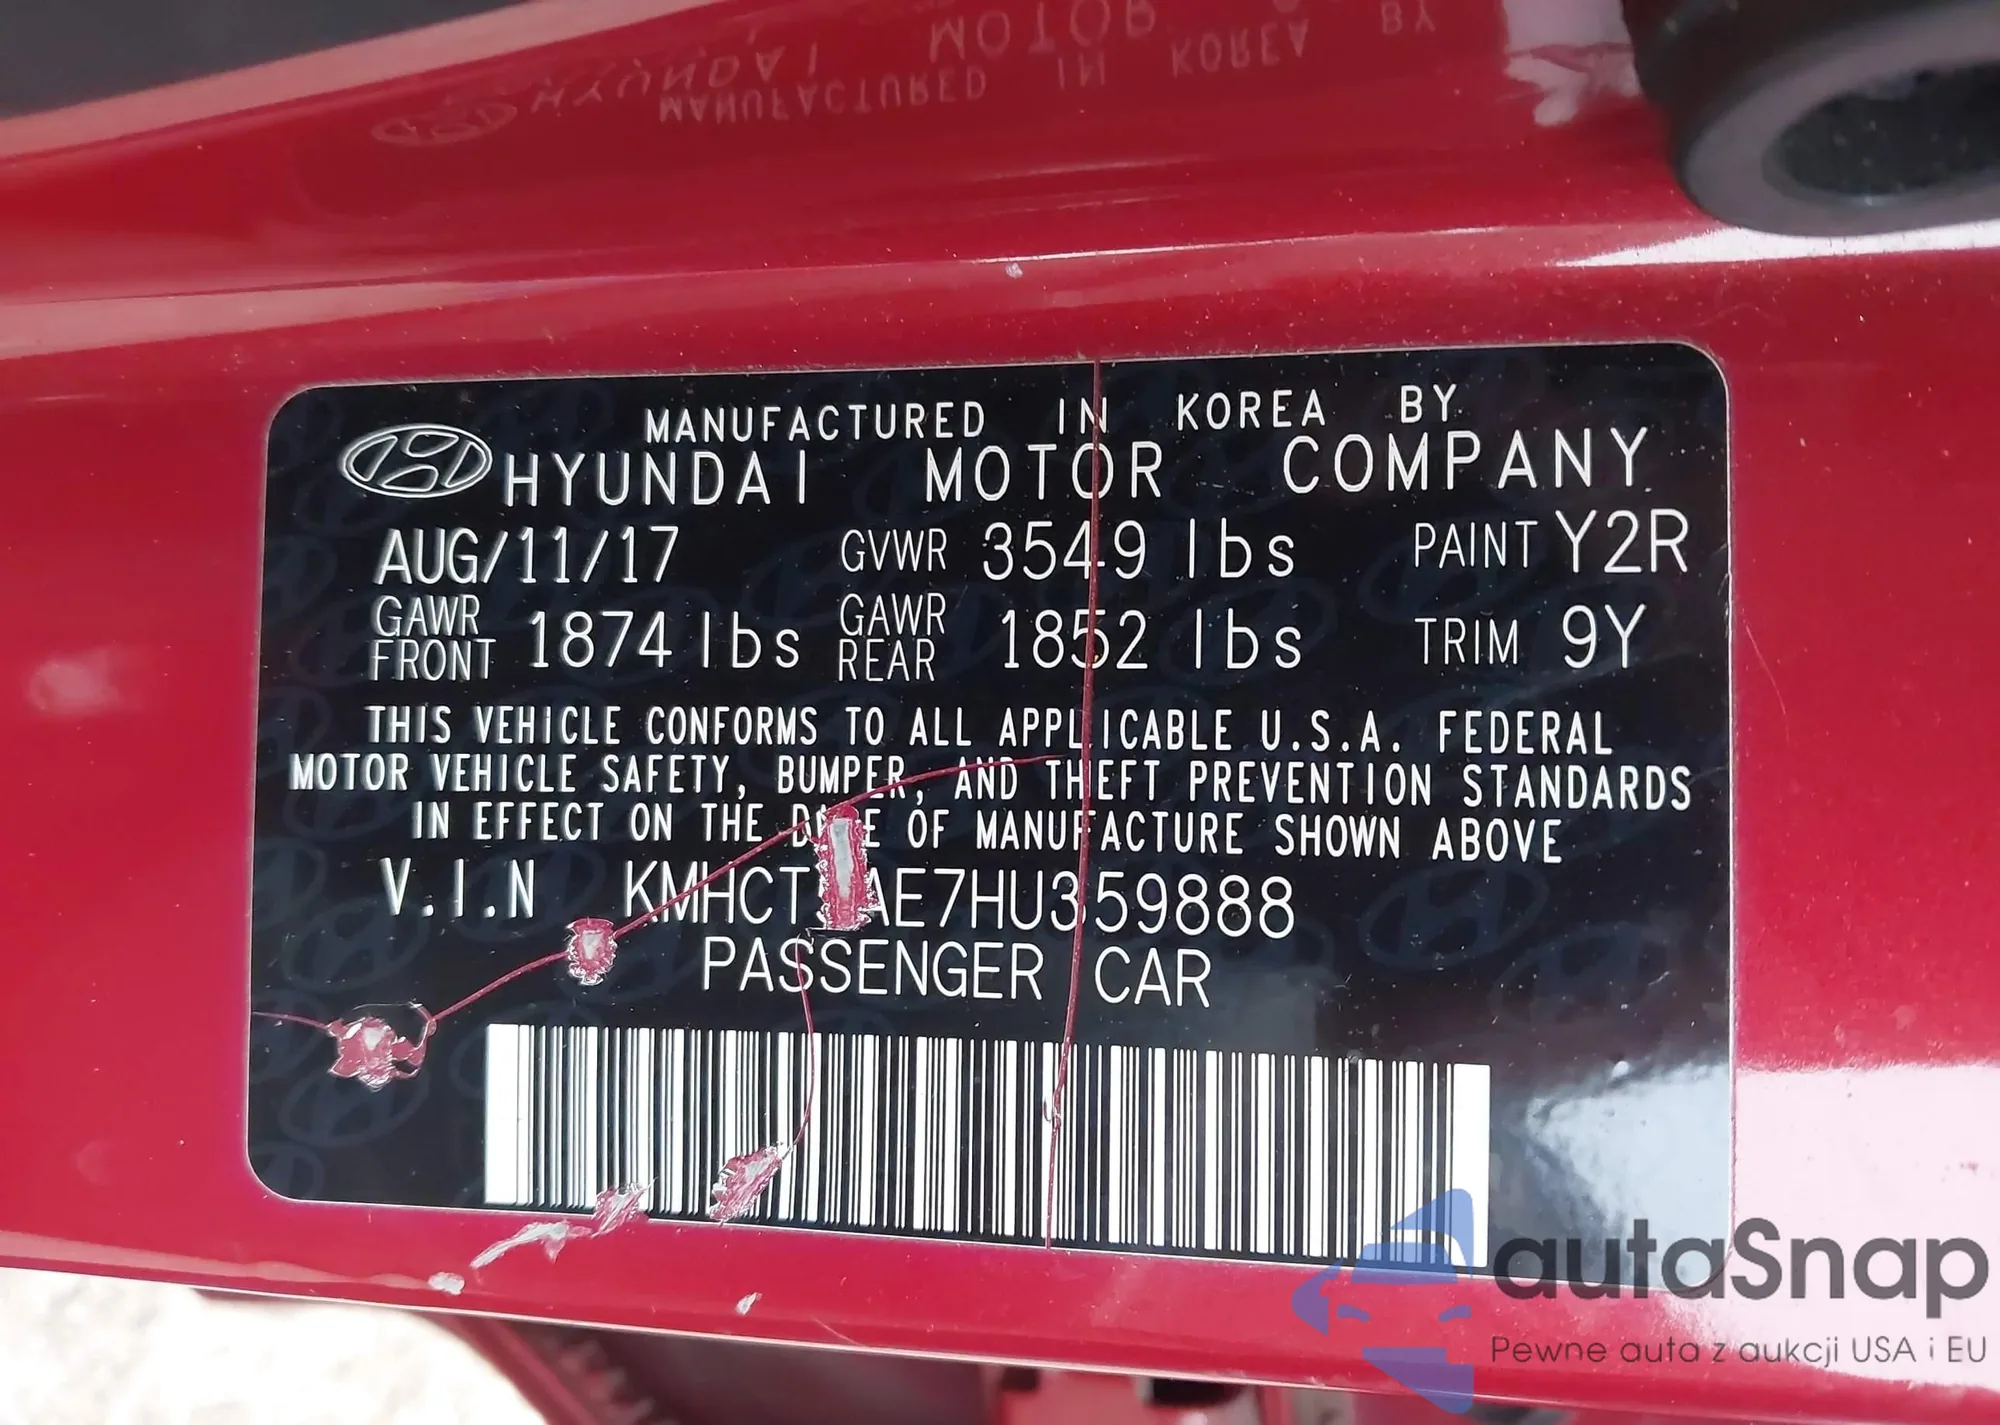 MANUFACTURED IN KOREA BY
HYUNDAI MOTOR COMPANY
AUG/11/17 GVWR 3549 lbs PAINT Y2R
GAWR FRONT 1874 lbs GAWR REAR 1852 lbs TRIM 9Y
THIS VEHICLE CONFORMS TO ALL APPLICABLE U.S.A. FEDERAL
MOTOR VEHICLE SAFETY, BUMPER, AND THEFT PREVENTION STANDARDS
IN EFFECT ON THE OF MANUFACTURE SHOWN ABOVE
V.I.N
PASSENGER CAR
autoSnap
Pewne auta z aukcji USA i EU